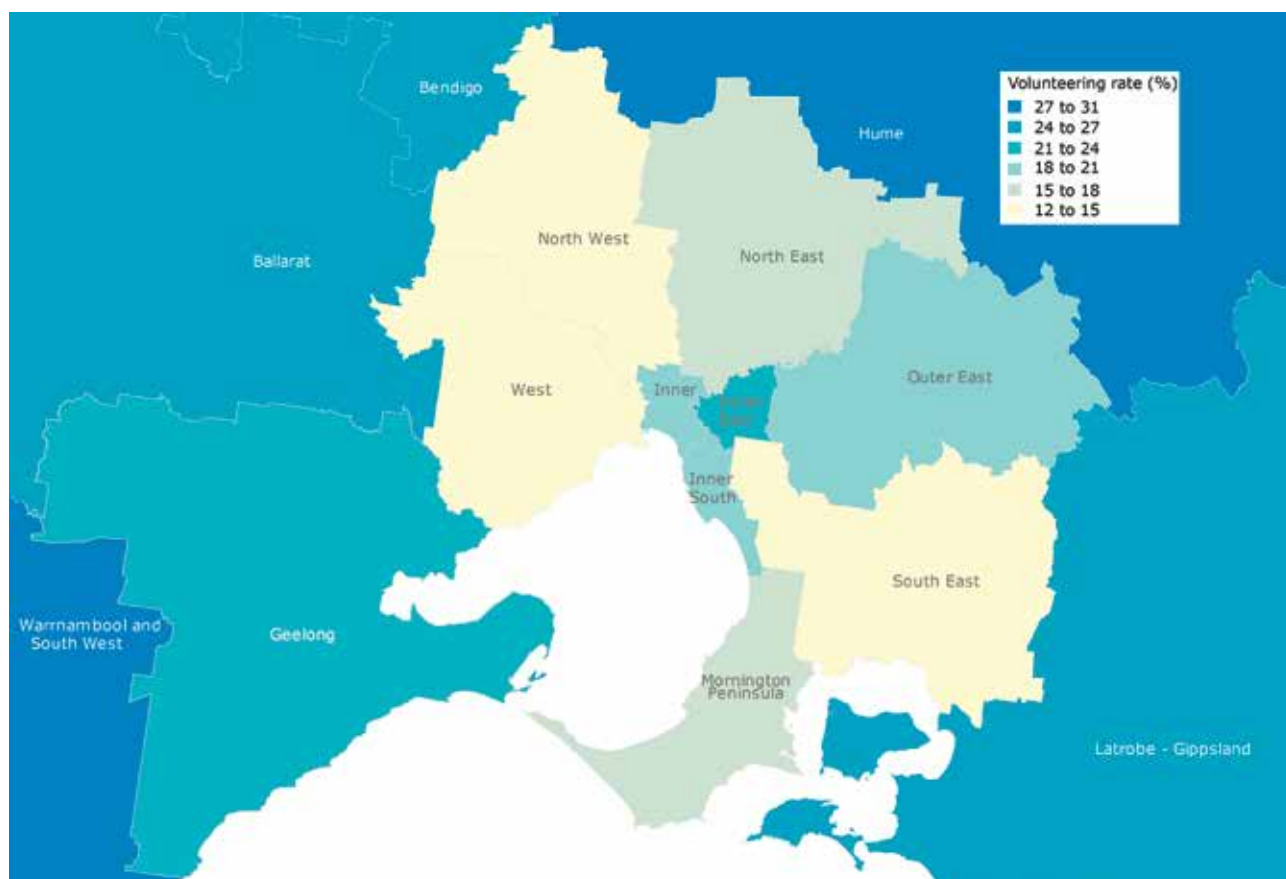 Volunteering rate (%)
27 to 31
24 to 27
21 to 24
18 to 21
15 to 18
12 to 15
Bendigo
Hume
North West
North East
Ballarat
Outer East
Inner
West
Inner
East
Inner
South
South East
Warrnambool and
South West
Geelong
Mornington
Peninsula
Latrobe - Gippsland